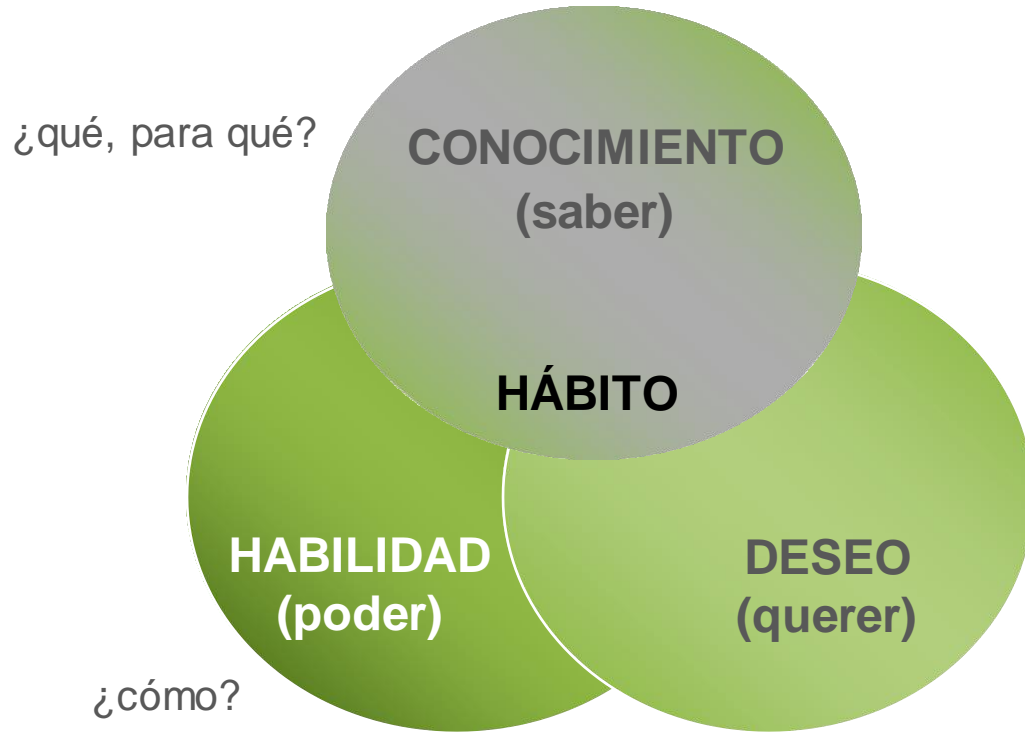 ¿qué, para qué?
CONOCIMIENTO
(saber)
HÁBITO
HABILIDAD
(poder)
DESEO
(querer)
¿cómo?